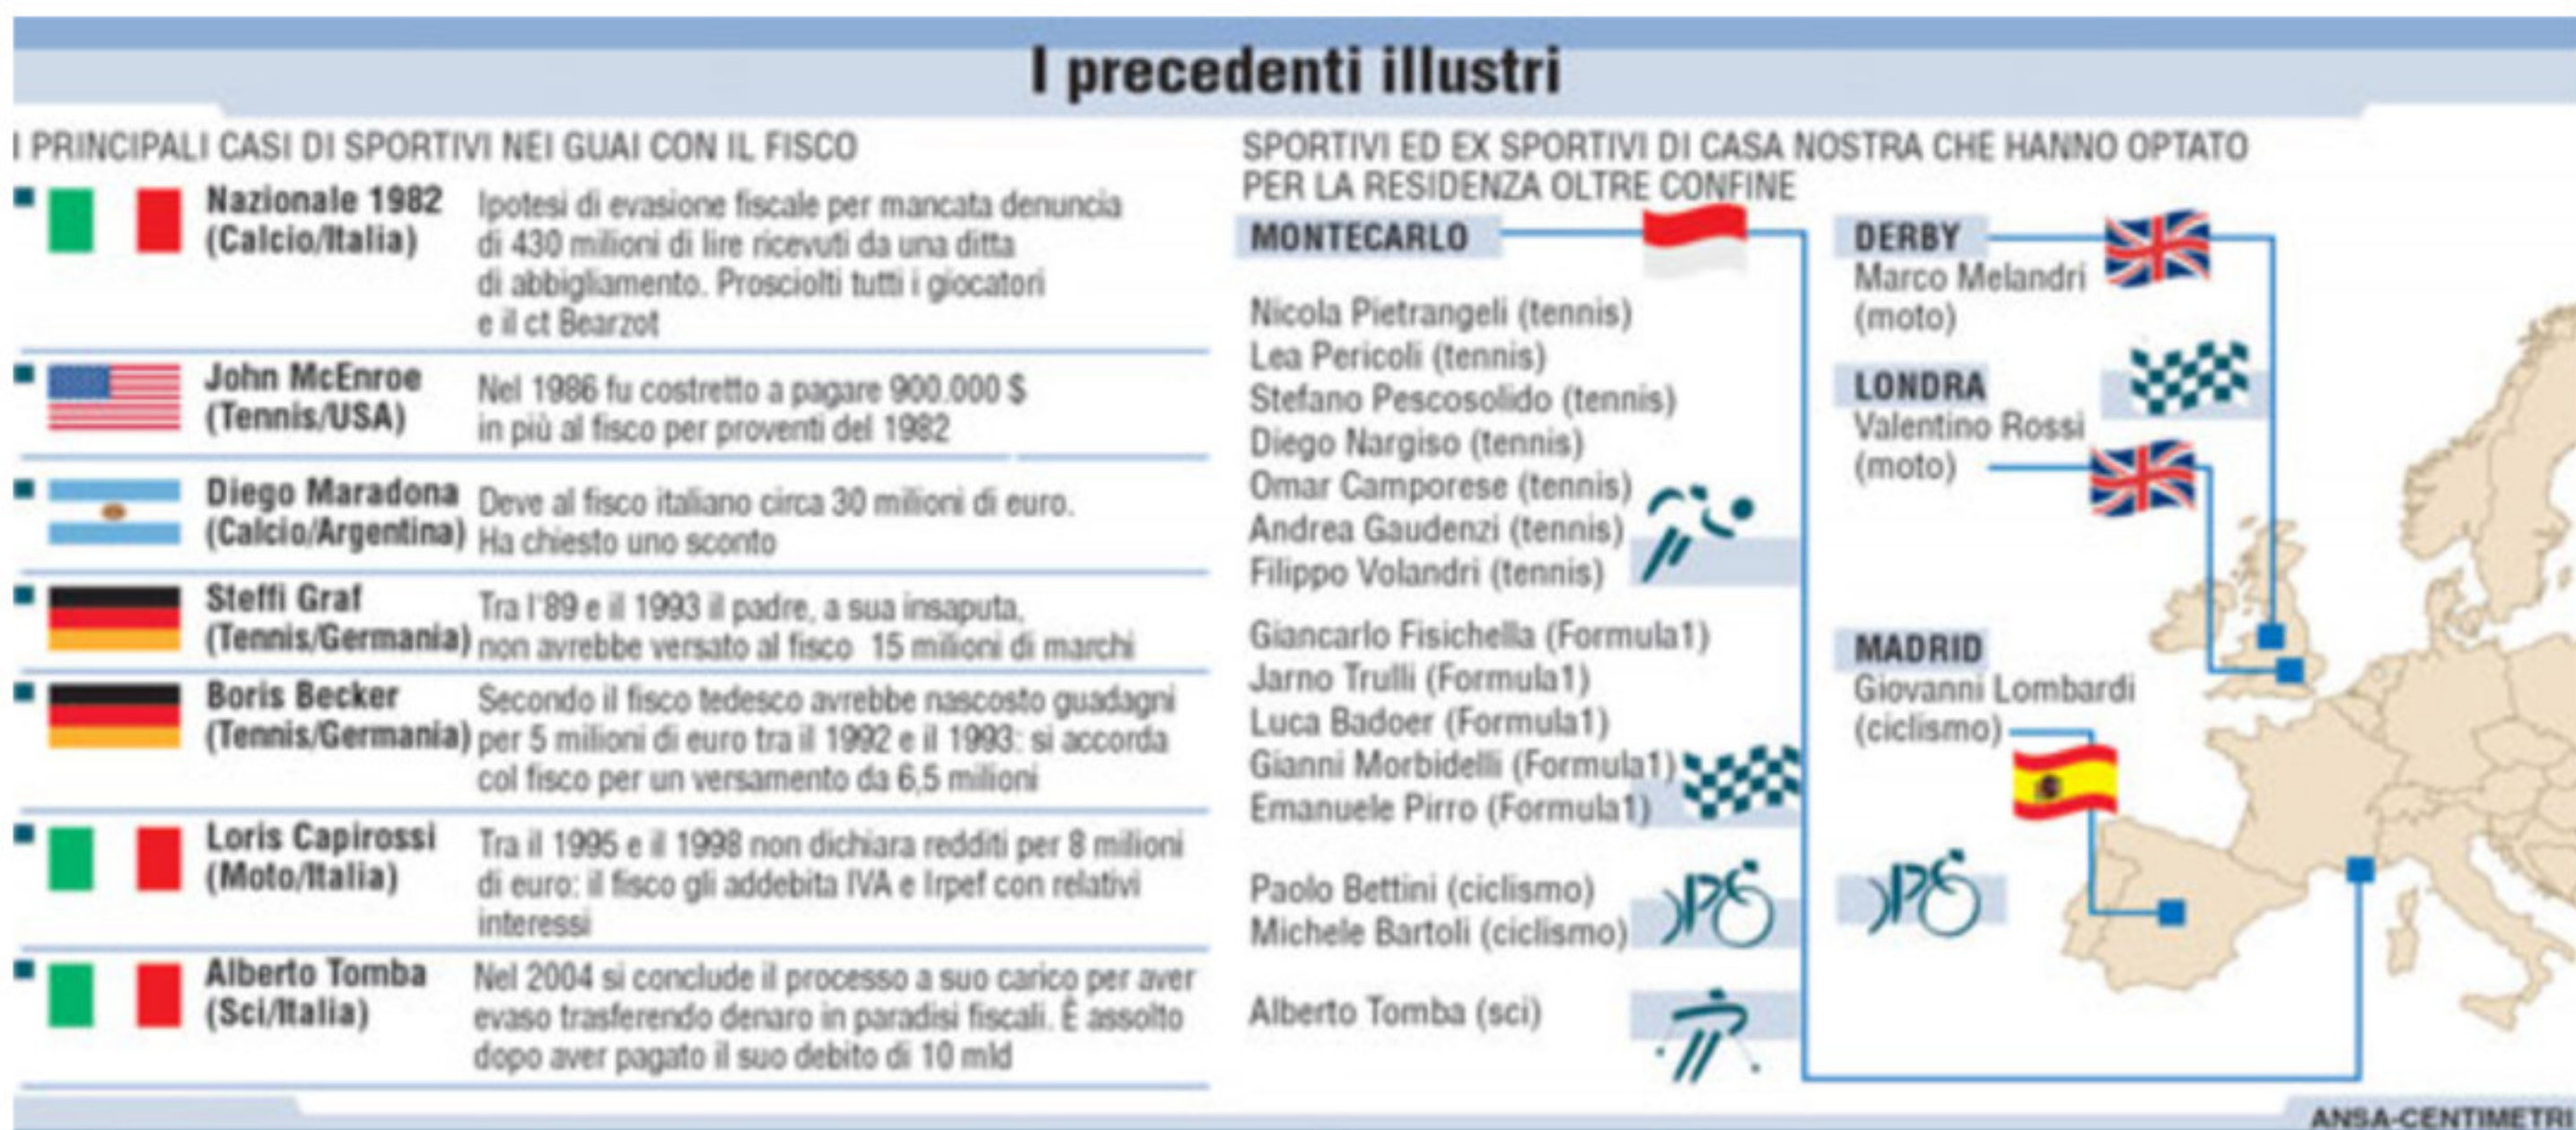 I precedenti illustri
I PRINCIPALI CASI DI SPORTIVI NEI GUAI CON IL FISCO
Nazionale 1982
(Calcio/Italia)
Ipotesi di evasione fiscale per mancata denuncia
di 430 milioni di lire ricevuti da una ditta
di abbigliamento. Prosciolti tutti i giocatori
e il ct Bearzot
John McEnroe
(Tennis/USA)
Nel 1986 fu costretto a pagare 900.000 $
in più al fisco per proventi del 1982
Diego Maradona
(Calcio/Argentina)
Deve al fisco italiano circa 30 milioni di euro.
Ha chiesto uno sconto
Steffi Graf
(Tennis/Germania)
Tra l'89 e il 1993 il padre, a sua insaputa,
non avrebbe versato al fisco 15 milioni di marchi
Boris Becker
(Tennis/Germania)
Secondo il fisco tedesco avrebbe nascosto guadagni
per 5 milioni di euro tra il 1992 e il 1993: si accorda
col fisco per un versamento da 6,5 milioni
Loris Capirossi
(Moto/Italia)
Tra il 1995 e il 1998 non dichiara redditi per 8 milioni
di euro: il fisco gli addebita IVA e Irpef con relativi
interessi
Alberto Tomba
(Sci/Italia)
Nel 2004 si conclude il processo a suo carico per aver
evaso trasferendo denaro in paradisi fiscali. È assolto
dopo aver pagato il suo debito di 10 mld
SPORTIVI ED EX SPORTIVI DI CASA NOSTRA CHE HANNO OPTATO
PER LA RESIDENZA OLTRE CONFINE
MONTECARLO
Nicola Pietrangeli (tennis)
Lea Pericoli (tennis)
Stefano Pescosolido (tennis)
Diego Nargiso (tennis)
Omar Camporese (tennis)
Andrea Gaudenzi (tennis)
Filippo Volandri (tennis)
Giancarlo Fisichella (Formula1)
Jarno Trulli (Formula1)
Luca Badoer (Formula1)
Gianni Morbidelli (Formula1)
Emanuele Pirro (Formula1)
Paolo Bettini (ciclismo)
Michele Bartoli (ciclismo)
Alberto Tomba (sci)
DERBY
Marco Melandri
(moto)
LONDRA
Valentino Rossi
(moto)
MADRID
Giovanni Lombardi
(ciclismo)
ANSA-CENTIMETRI